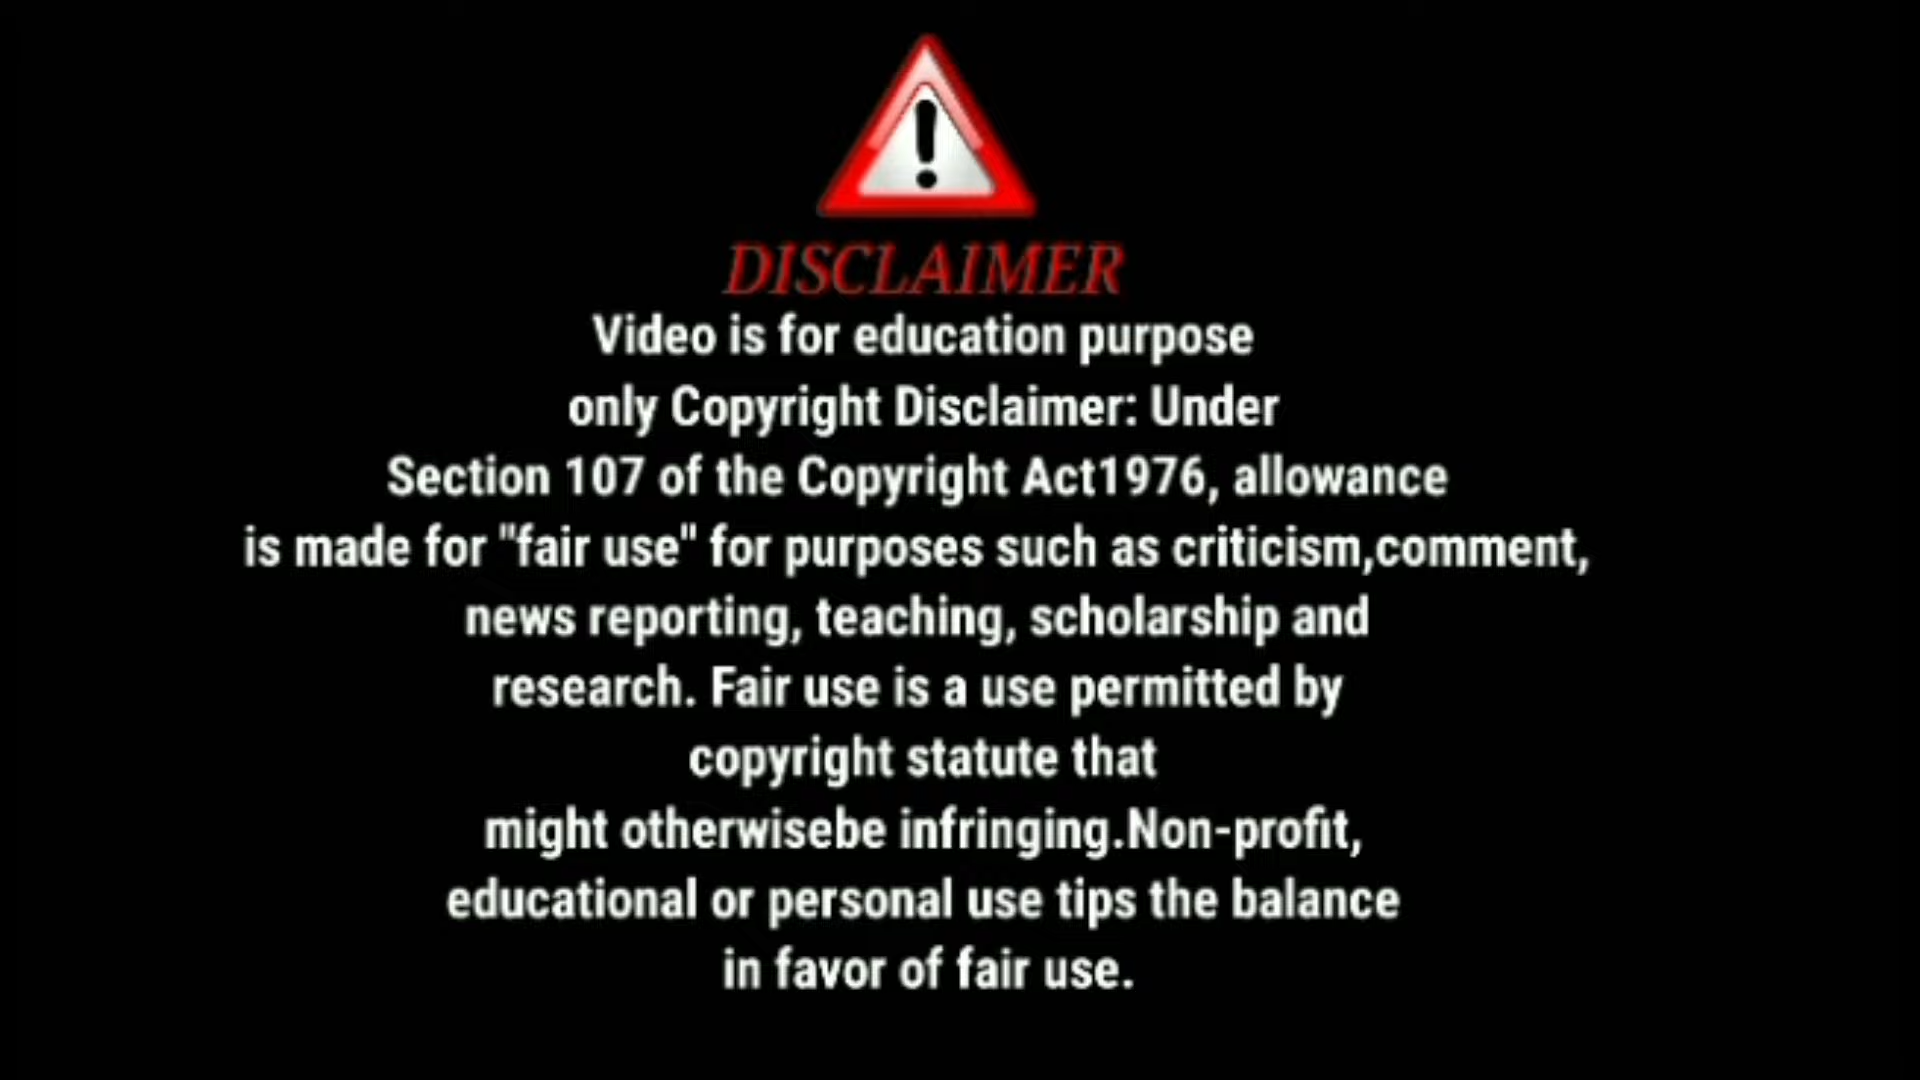 DISCLAIMER
Video is for education purpose
only Copyright Disclaimer: Under
Section 107 of the Copyright Act1976, allowance
is made for "fair use" for purposes such as criticism,comment,
news reporting, teaching, scholarship and
research. Fair use is a use permitted by
copyright statute that
might otherwisebe infringing.Non-profit,
educational or personal use tips the balance
in favor of fair use.